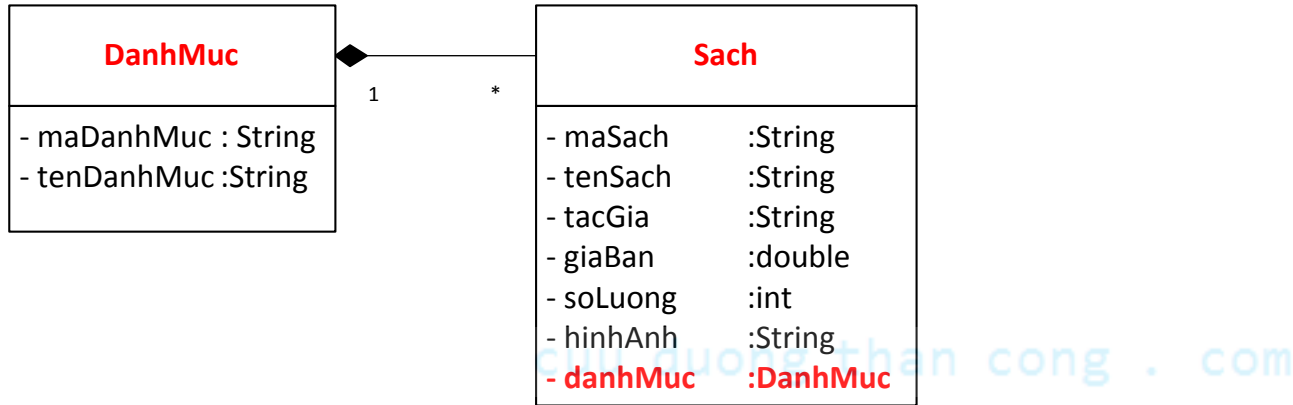 DanhMuc
- maDanhMuc : String
- tenDanhMuc :String
1
*
Sach
- maSach :String
- tenSach :String
- tacGia :String
- giaBan :double
- soLuong :int
- hinhAnh :String
- danhMuc :DanhMuc
cuu duong than cong . com